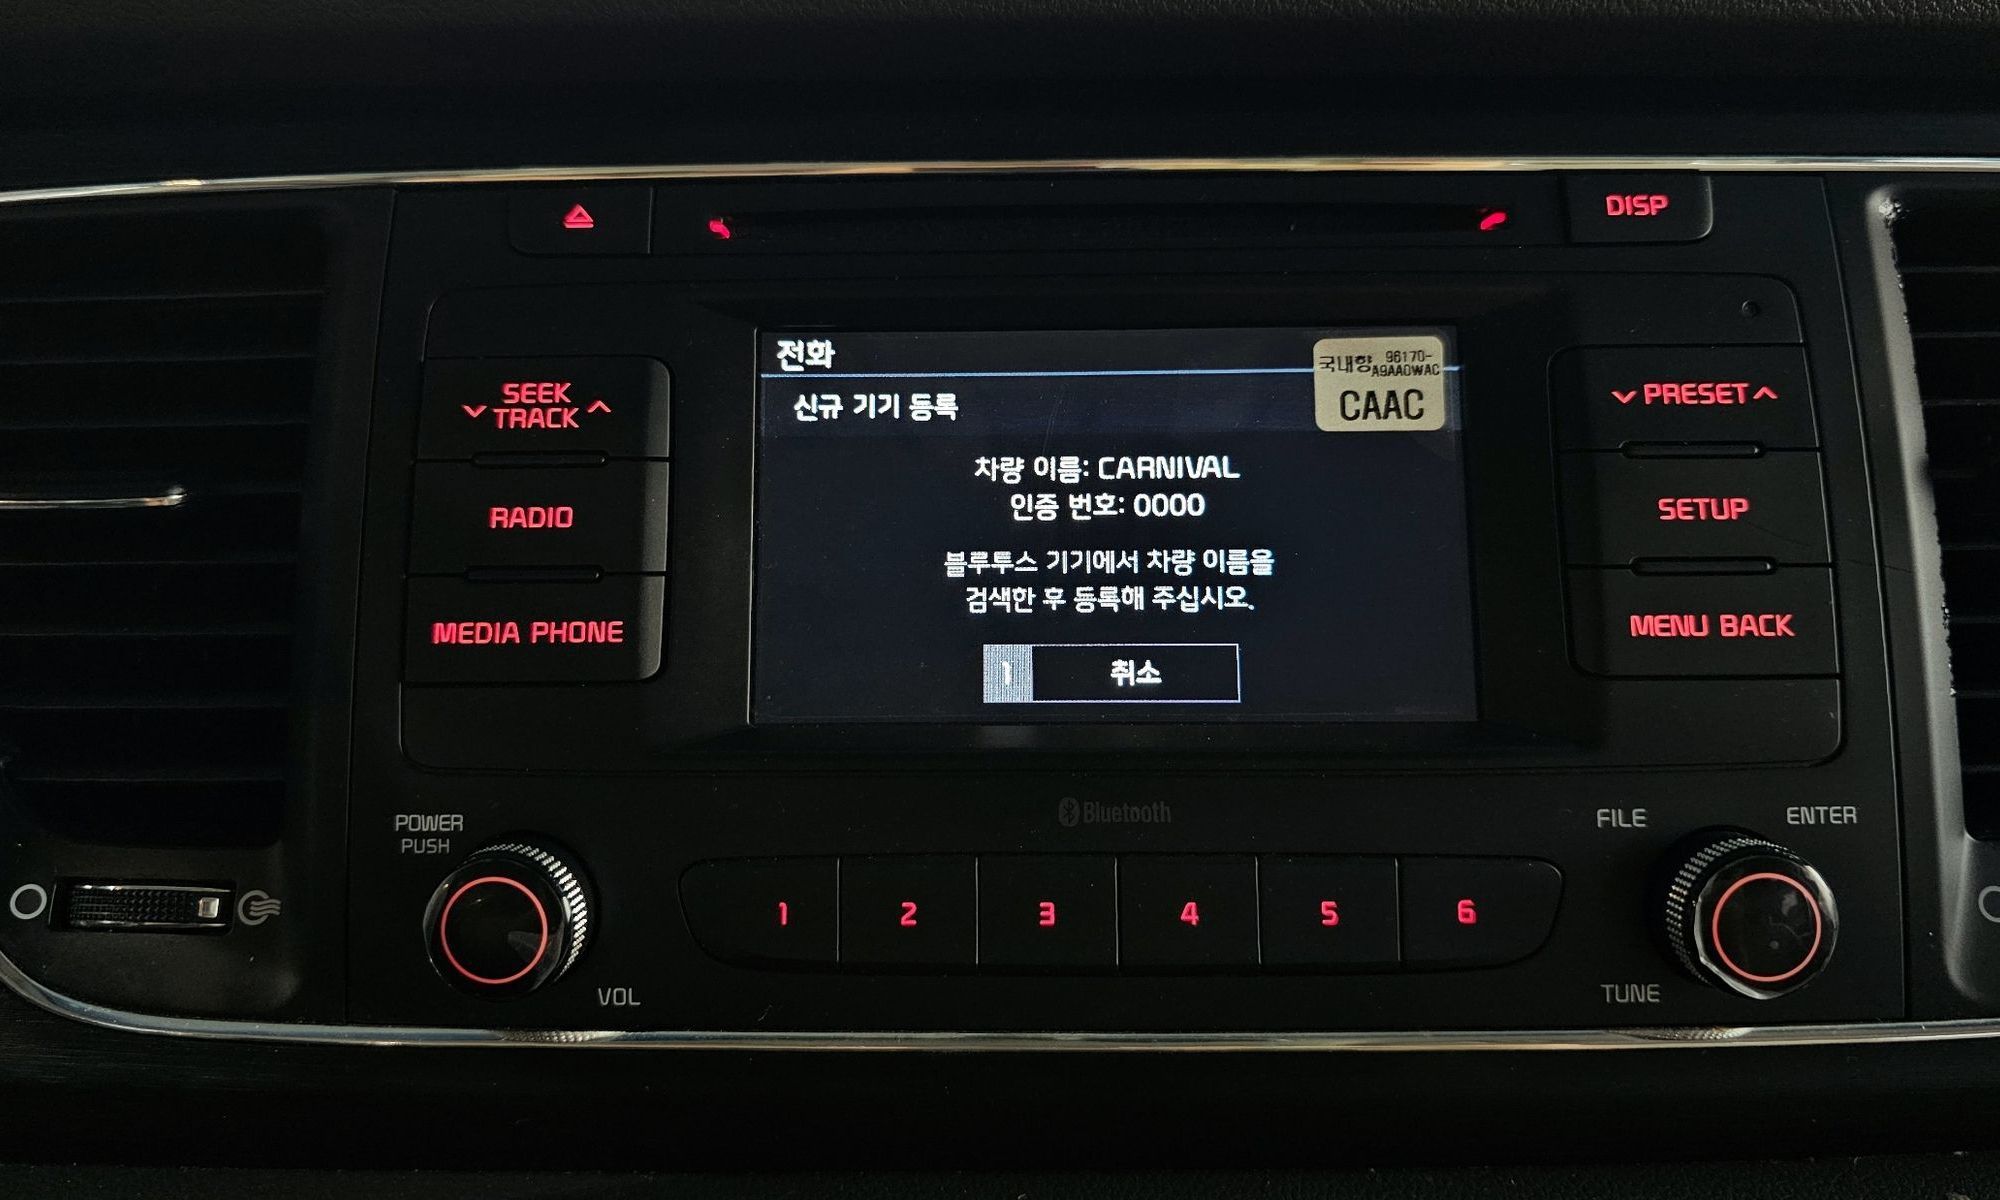 DISP
전화
국내향 96170-
A9AA0WAC
CAAC
신규 기기 등록
SEEK
TRACK
PRESET
차량 이름: CARNIVAL
인증 번호: 0000
RADIO
SETUP
블루투스 기기에서 차량 이름을
검색한 후 등록해 주십시오.
MEDIA PHONE
MENU BACK
1 취소
Bluetooth
POWER
PUSH
VOL
1 2 3 4 5 6
FILE
ENTER
TUNE